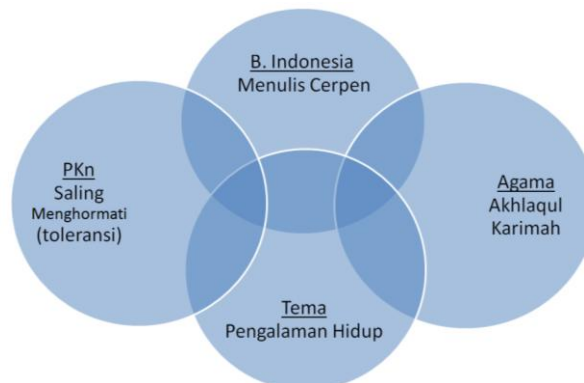 B. Indonesia
Menulis Cerpen
PKn
Saling
Menghormati
(toleransi)
Agama
Akhlaqul
Karimah
Tema
Pengalaman Hidup